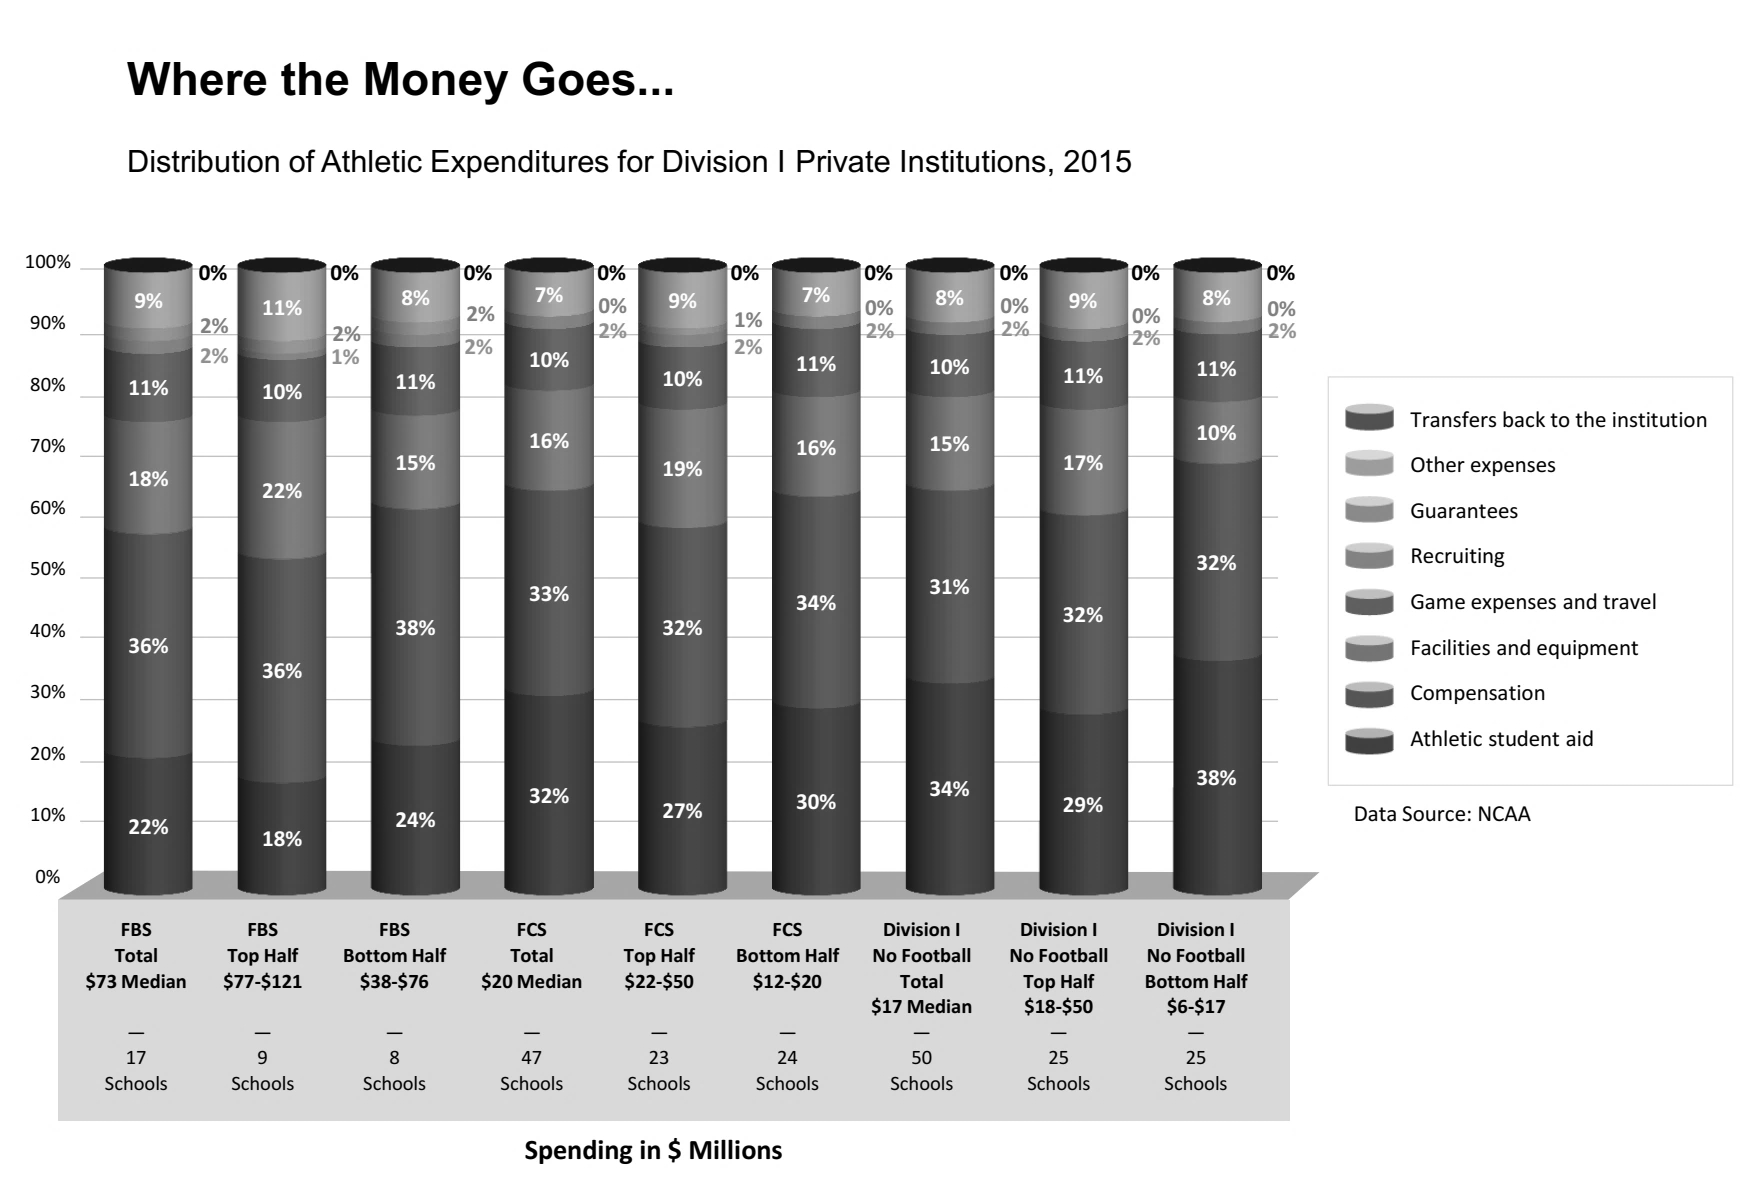 Where the Money Goes...
Distribution of Athletic Expenditures for Division I Private Institutions, 2015
100%
90%
80%
70%
60%
50%
40%
30%
20%
10%
0%
0%
9%
2%
2%
11%
18%
36%
22%
0%
11%
2%
1%
10%
22%
36%
18%
0%
8%
2%
2%
11%
15%
38%
24%
0%
7%
0%
2%
10%
16%
33%
32%
0%
9%
1%
2%
10%
19%
32%
27%
0%
7%
0%
2%
11%
16%
34%
30%
0%
8%
0%
2%
10%
15%
31%
34%
0%
9%
0%
2%
11%
17%
32%
29%
0%
8%
0%
2%
11%
10%
32%
38%
Transfers back to the institution
Other expenses
Guarantees
Recruiting
Game expenses and travel
Facilities and equipment
Compensation
Athletic student aid
Data Source: NCAA
FBS
Total
$73 Median
—
17
Schools
FBS
Top Half
$77-$121
—
9
Schools
FBS
Bottom Half
$38-$76
—
8
Schools
FCS
Total
$20 Median
—
47
Schools
FCS
Top Half
$22-$50
—
23
Schools
FCS
Bottom Half
$12-$20
—
24
Schools
Division I
No Football
Total
$17 Median
—
50
Schools
Division I
No Football
Top Half
$18-$50
—
25
Schools
Division I
No Football
Bottom Half
$6-$17
—
25
Schools
Spending in $ Millions